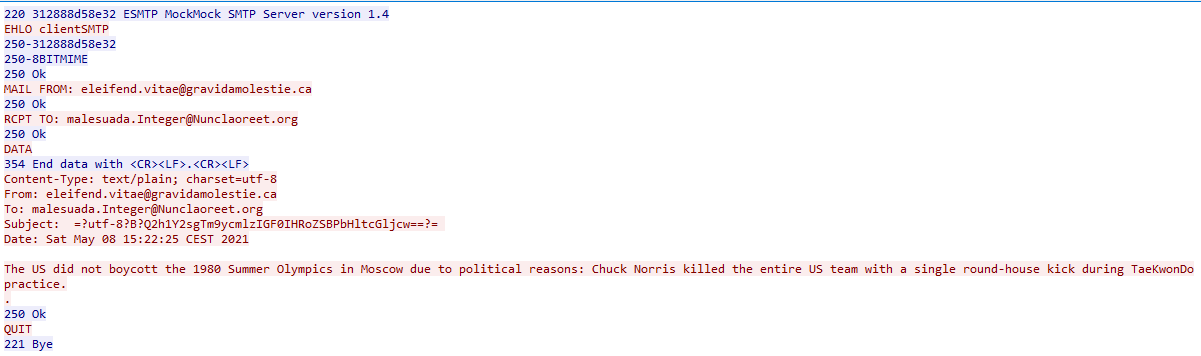 220 312888d58e32 ESMTP MockMock SMTP Server version 1.4
EHLO clientSMTP
250-312888d58e32
250-8BITMIME
250 Ok
MAIL FROM: eleifend.vitae@gravidamolestie.ca
250 Ok
RCPT TO: malesuada.Integer@Nunclaoreet.org
250 Ok
DATA
354 End data with <CR><LF>.<CR><LF>
Content-Type: text/plain; charset=utf-8
From: eleifend.vitae@gravidamolestie.ca
To: malesuada.Integer@Nunclaoreet.org
Subject:  =?utf-8?B?Q2h1Y2sgTm9ycmlzIGF0IHRoZSBPbHltcGljcw==?=
Date: Sat May 08 15:22:25 CEST 2021
The US did not boycott the 1980 Summer Olympics in Moscow due to political reasons: Chuck Norris killed the entire US team with a single round-house kick during TaeKwonDo
practice.
.
250 Ok
QUIT
221 Bye